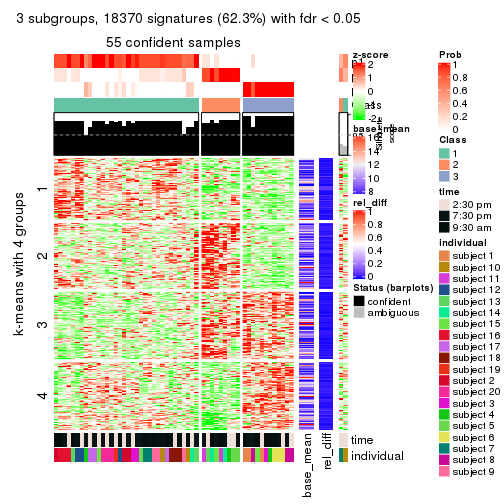 3 subgroups, 18370 signatures (62.3%) with fdr < 0.05
55 confident samples
k-means with 4 groups
1
2
3
4
z-score
2
1
0
-1
-2
base_mean
16
14
12
10
8
rel_diff
1
0.8
0.6
0.4
0.2
0
Status (barplots)
confident
ambiguous
time
individual
base_mean
rel_diff
Silhouette
score
Prob
1
0.8
0.6
0.4
0.2
0
Class
1
2
3
time
2:30 pm
7:30 pm
9:30 am
individual
subject 1
subject 10
subject 11
subject 12
subject 13
subject 14
subject 15
subject 16
subject 17
subject 18
subject 19
subject 2
subject 20
subject 3
subject 4
subject 5
subject 6
subject 7
subject 8
subject 9